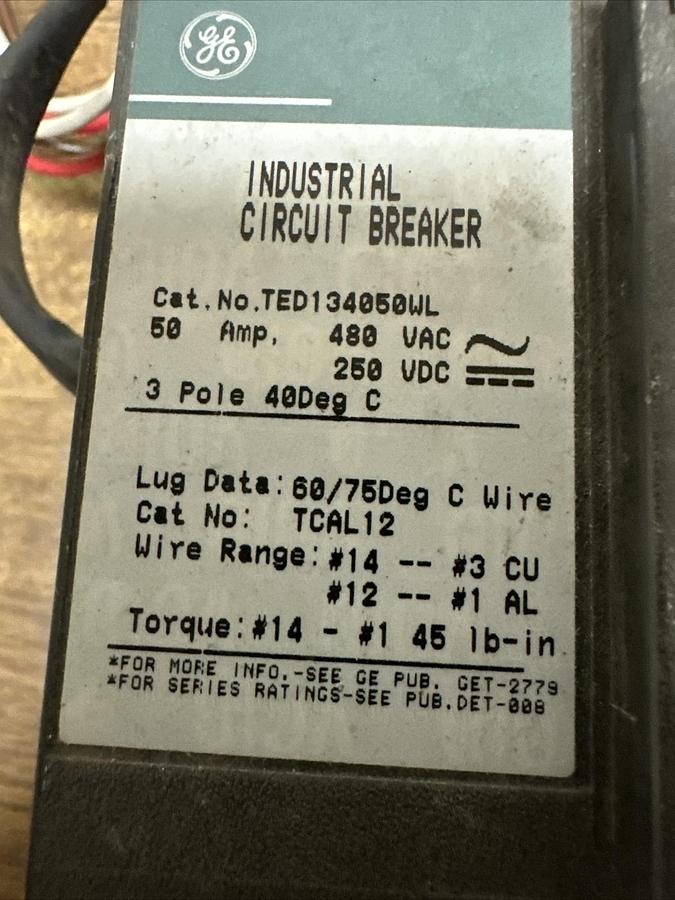 GE
INDUSTRIAL
CIRCUIT BREAKER
Cat.No.TED134050WL
50 Amp. 480 VAC
250 VDC
3 Pole 40Deg C
Lug Data:60/75Deg C Wire
Cat No: TCAL12
Wire Range:#14 -- #3 CU
#12 -- #1 AL
Torque:#14 - #1 45 lb-in
*FOR MORE INFO.-SEE GE PUB. GET-2779
*FOR SERIES RATINGS-SEE PUB.DET-008